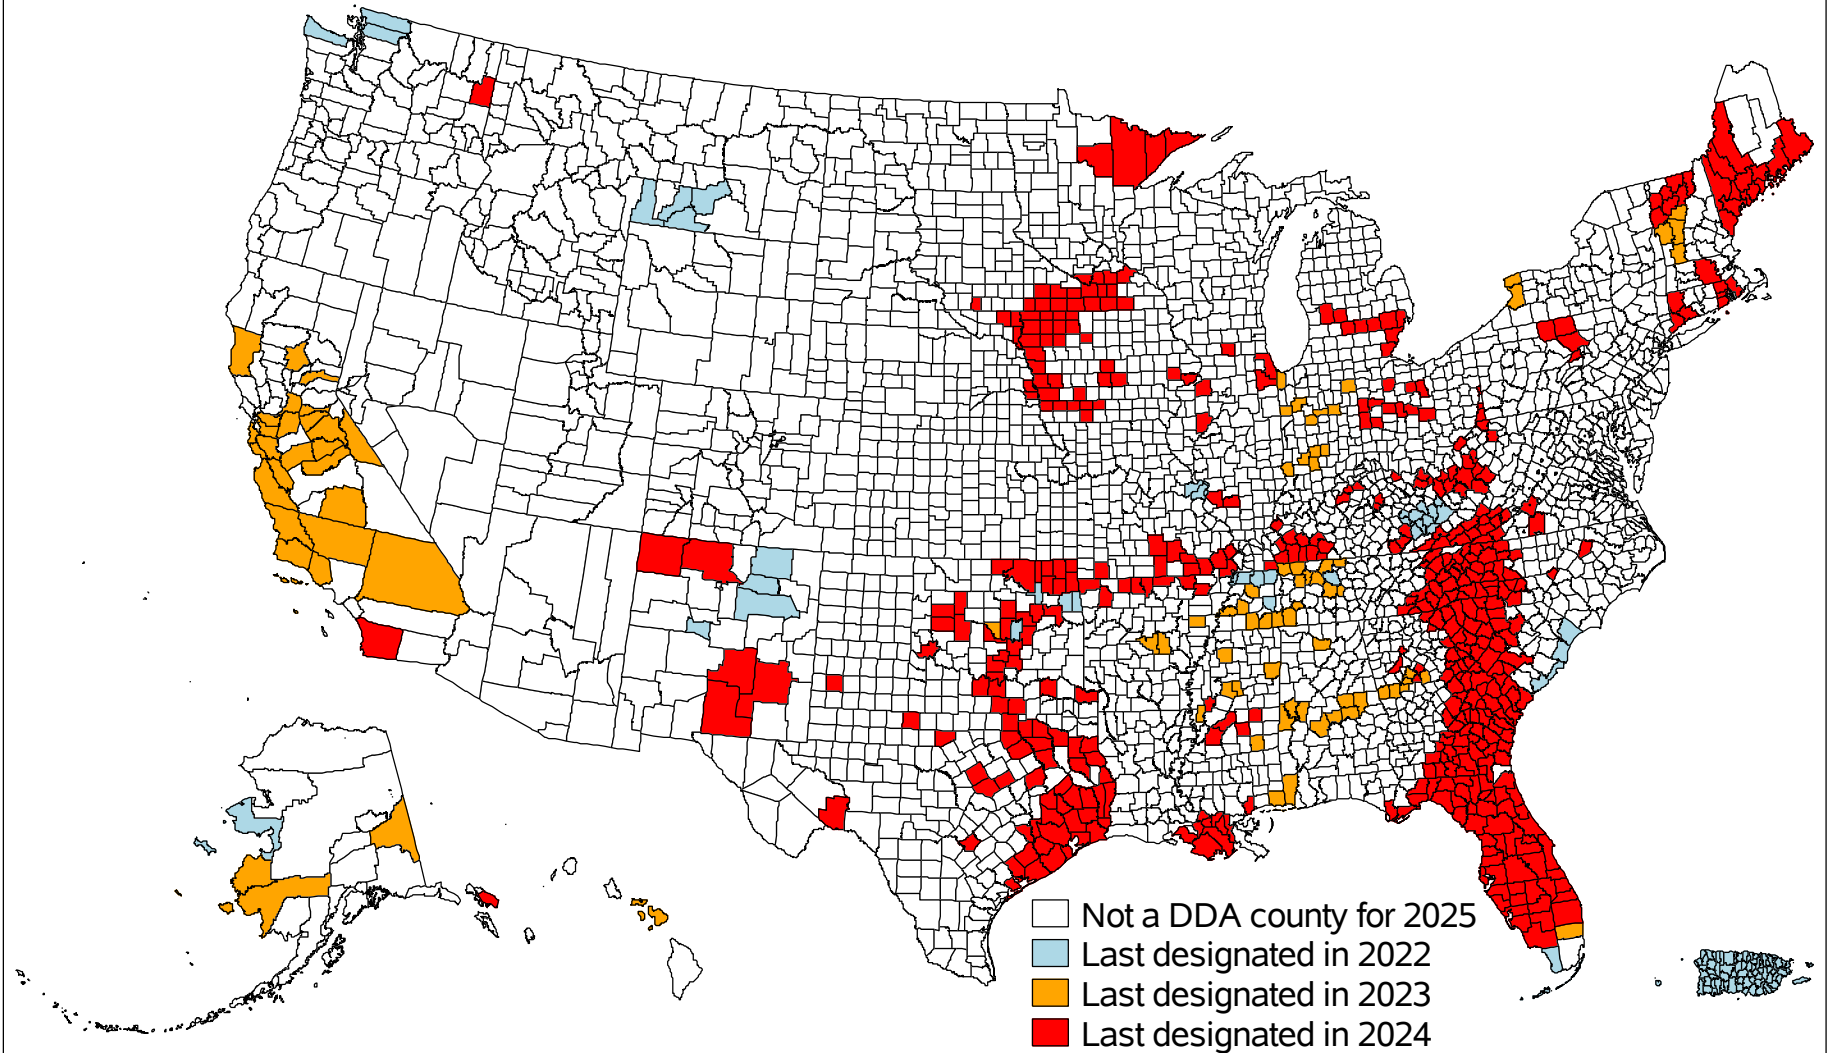 Not a DDA county for 2025
Last designated in 2022
Last designated in 2023
Last designated in 2024